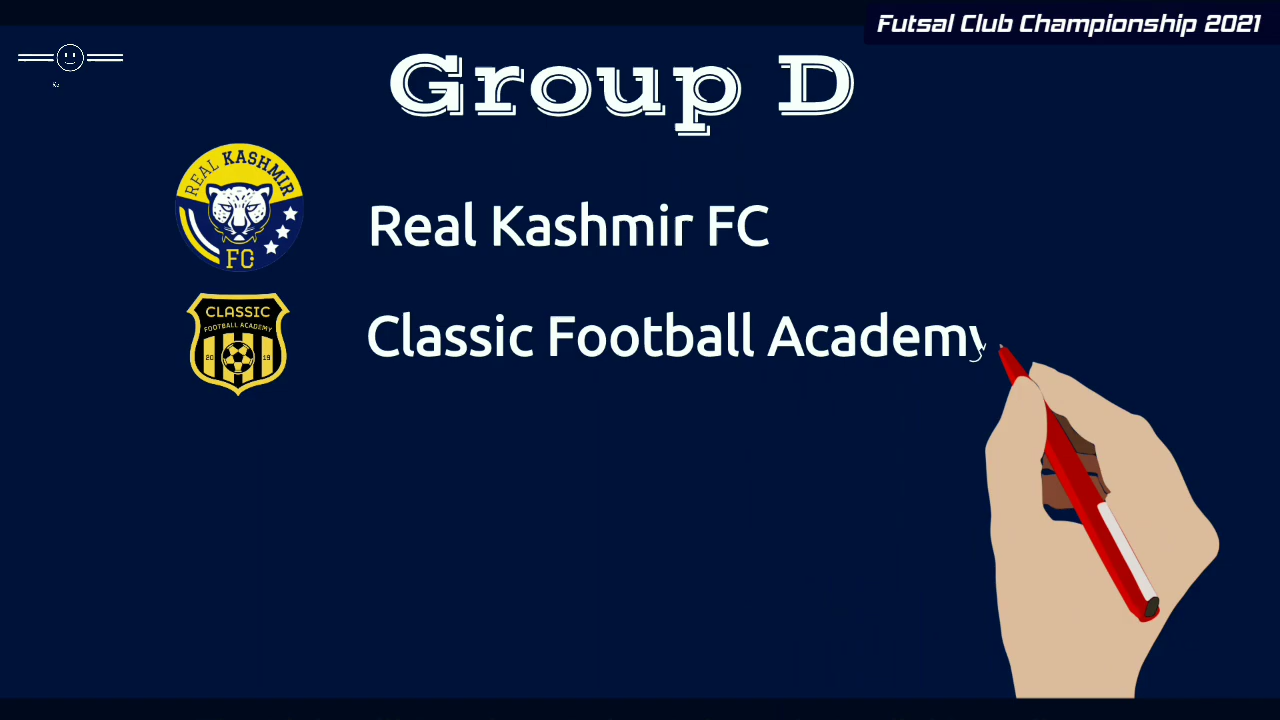 Futsal Club Championship 2021
Group D
REAL KASHMIR
FC
Real Kashmir FC
CLASSIC
FOOTBALL ACADEMY
20 19
Classic Football Academy